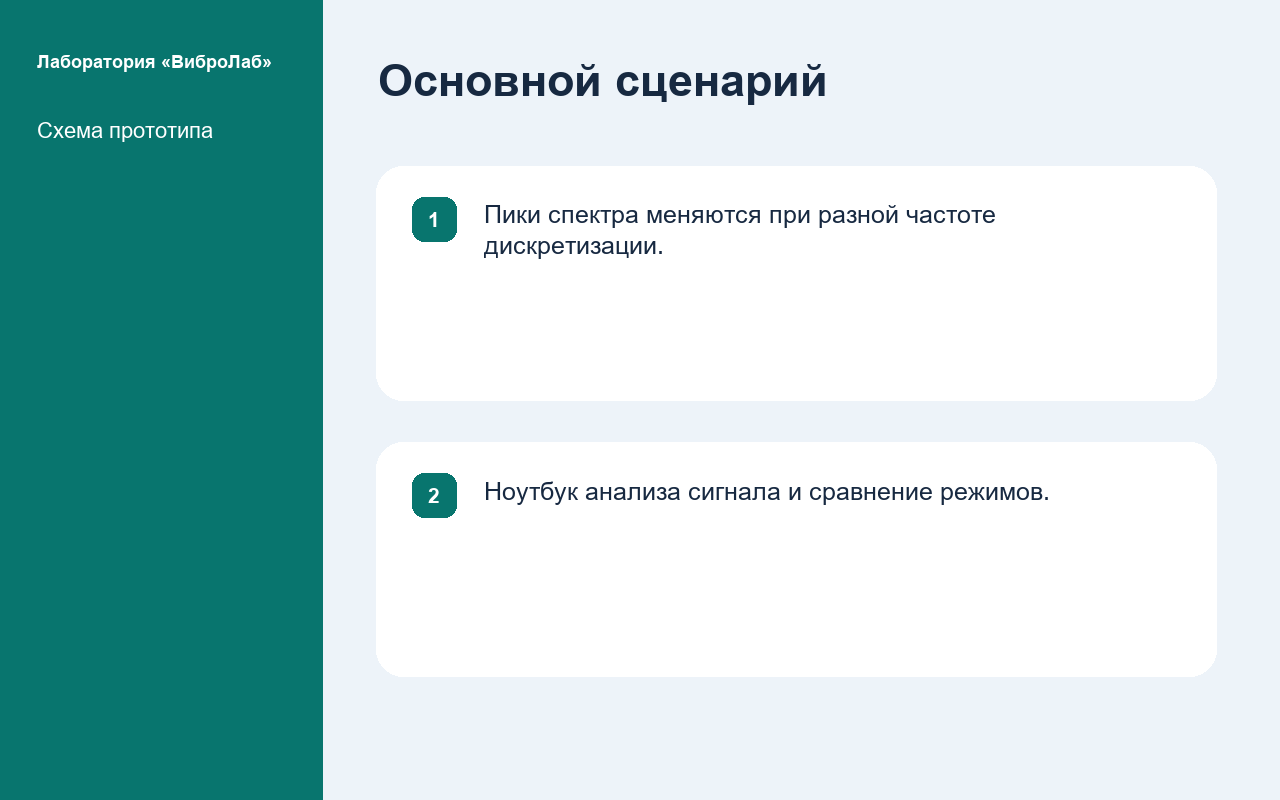 Лаборатория «ВиброЛаб»
Схема прототипа
Основной сценарий
1
Пики спектра меняются при разной частоте
дискретизации.
2
Ноутбук анализа сигнала и сравнение режимов.